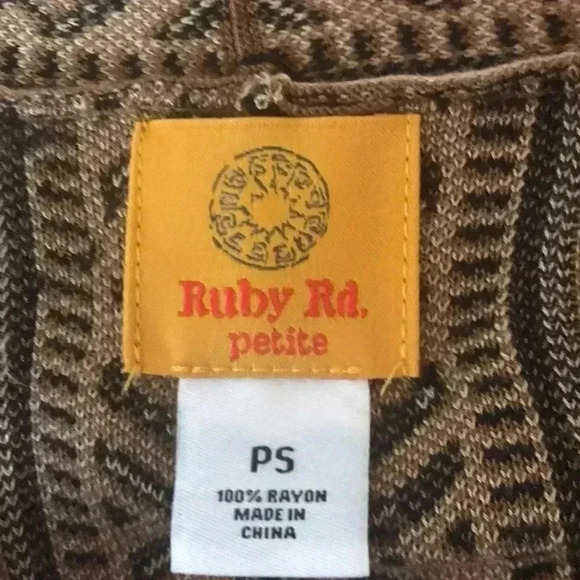 Ruby Rd.
petite
PS
100% RAYON
MADE IN
CHINA